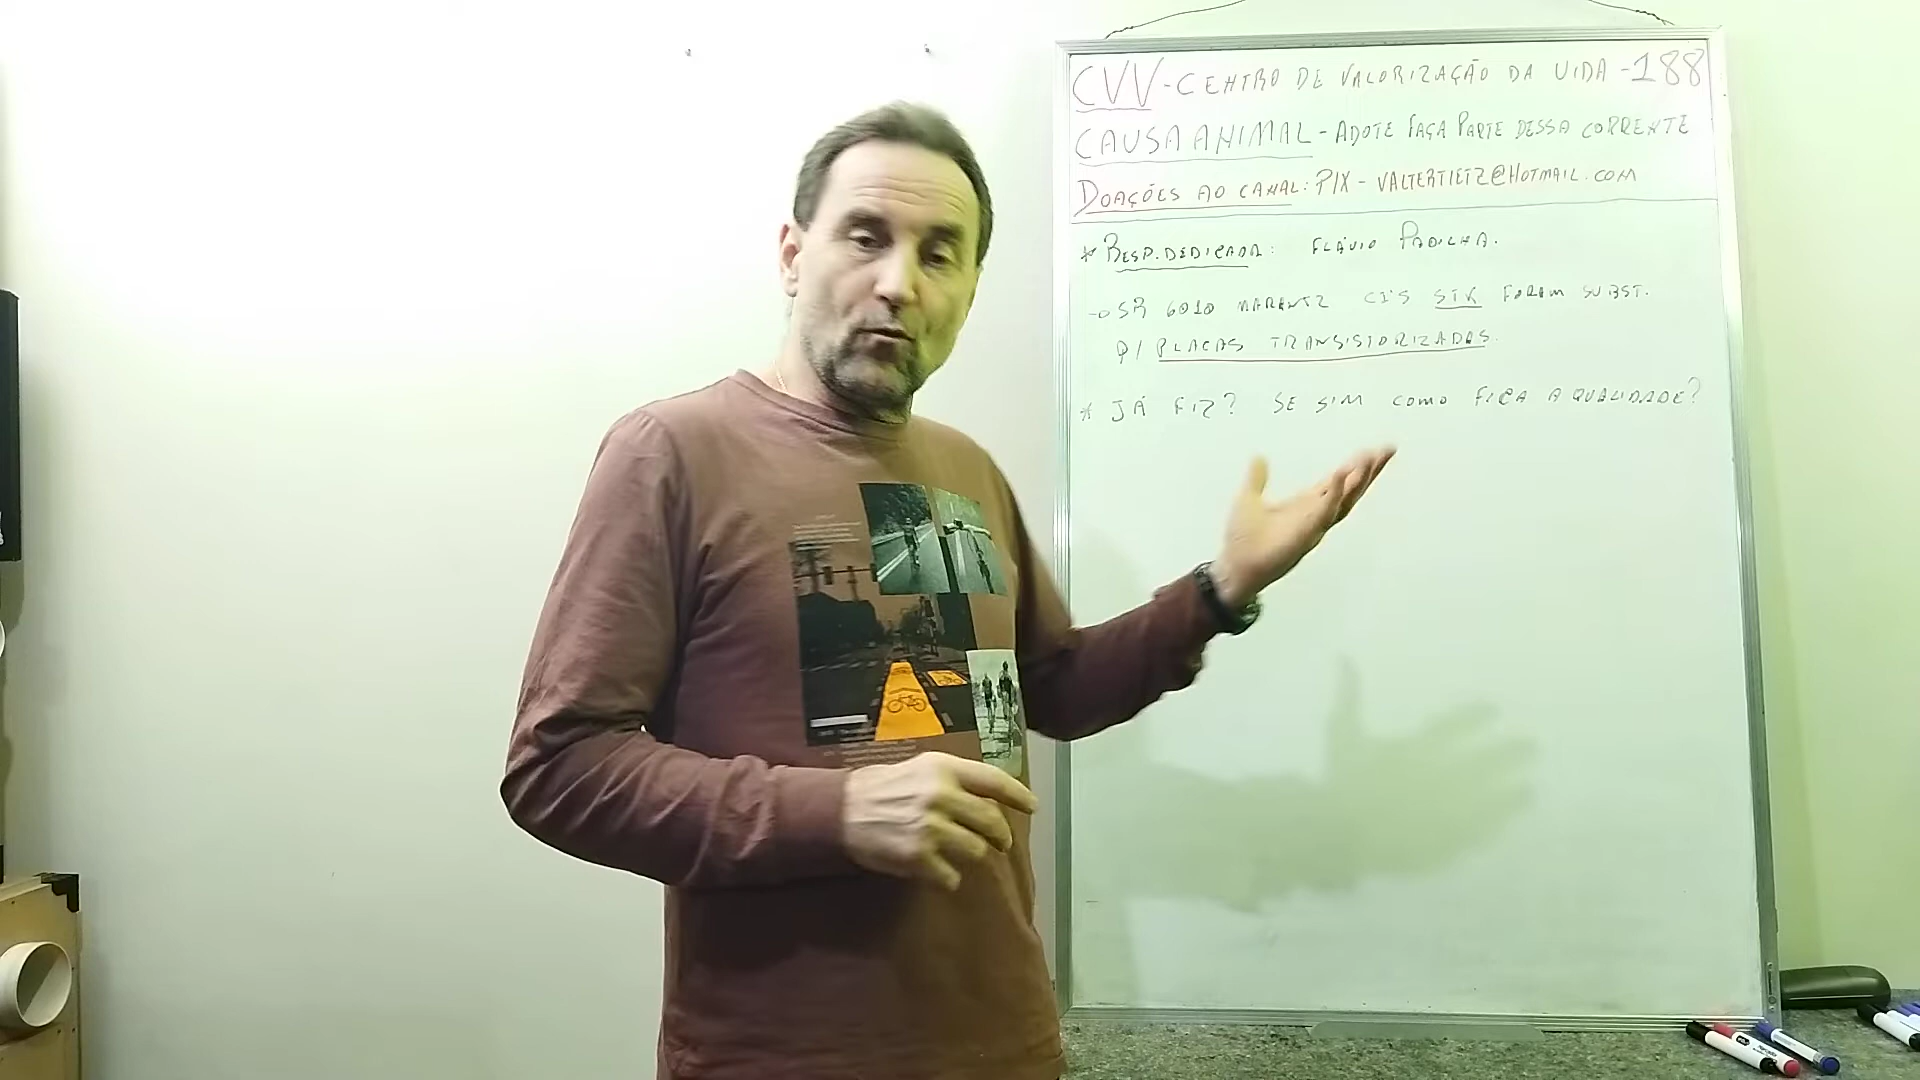 CVV - CENTRO DE VALORIZAÇÃO DA VIDA - 188
CAUSA ANIMAL - ADOTE FAÇA PARTE DESSA CORRENTE
DOAÇÕES AO CANAL: PIX - VALTERTIETZ@HOTMAIL.COM
* RESP. DEDICADA: FLÁVIO PADILHA.
→ SR 6010 MARANTZ CI'S STK FORAM SUBST.
P/ PLACAS TRANSISTORIZADAS.
* JÁ FIZ? SE SIM COMO FICA A QUALIDADE?